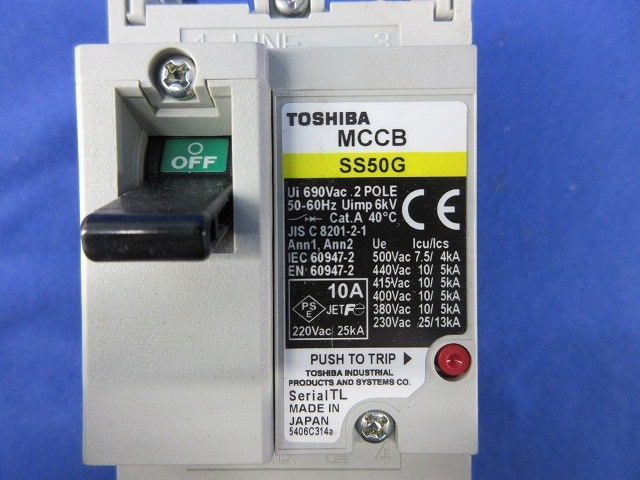 1 LINE 3
OFF
TOSHIBA
MCCB
SS50G
Ui 690Vac .2 POLE
50-60Hz Uimp 6kV
Cat.A 40°C
CE
JIS C 8201-2-1
Ann1, Ann2 Ue Icu/Ics
IEC 60947-2 500Vac 7.5/ 4kA
EN 60947-2 440Vac 10/ 5kA
415Vac 10/ 5kA
10A 400Vac 10/ 5kA
PS E JET 380Vac 10/ 5kA
220Vac/ 25kA 230Vac 25/13kA
PUSH TO TRIP ▶
TOSHIBA INDUSTRIAL
PRODUCTS AND SYSTEMS CO.
Serial TL
MADE IN
JAPAN
5406C314a